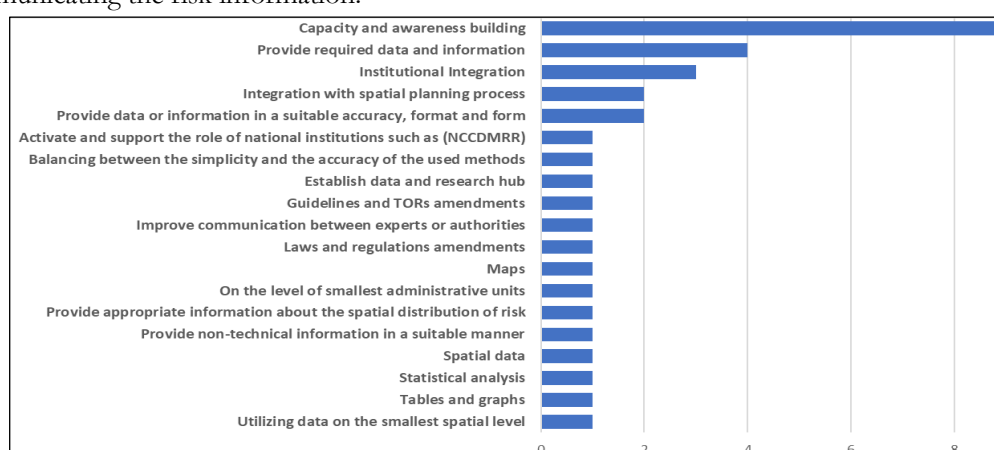 municating the risk information.
Capacity and awareness building
Provide required data and information
Institutional Integration
Integration with spatial planning process
Provide data or information in a suitable accuracy, format and form
Activate and support the role of national institutions such as (NCCDMRR)
Balancing between the simplicity and the accuracy of the used methods
Establish data and research hub
Guidelines and TORs amendments
Improve communication between experts or authorities
Laws and regulations amendments
Maps
On the level of smallest administrative units
Provide appropriate information about the spatial distribution of risk
Provide non-technical information in a suitable manner
Spatial data
Statistical analysis
Tables and graphs
Utilizing data on the smallest spatial level
0 2 4 6 8